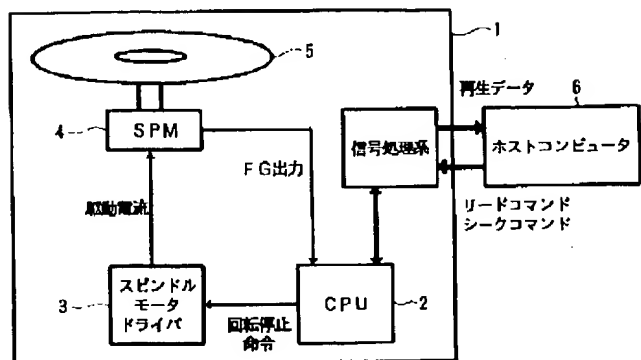 1
5
再生データ
6
4
SPM
信号処理系
ホストコンピュータ
FG出力
駆動電流
リードコマンド
シークコマンド
3
スピンドル
モータ
ドライバ
CPU
2
回転停止
命令